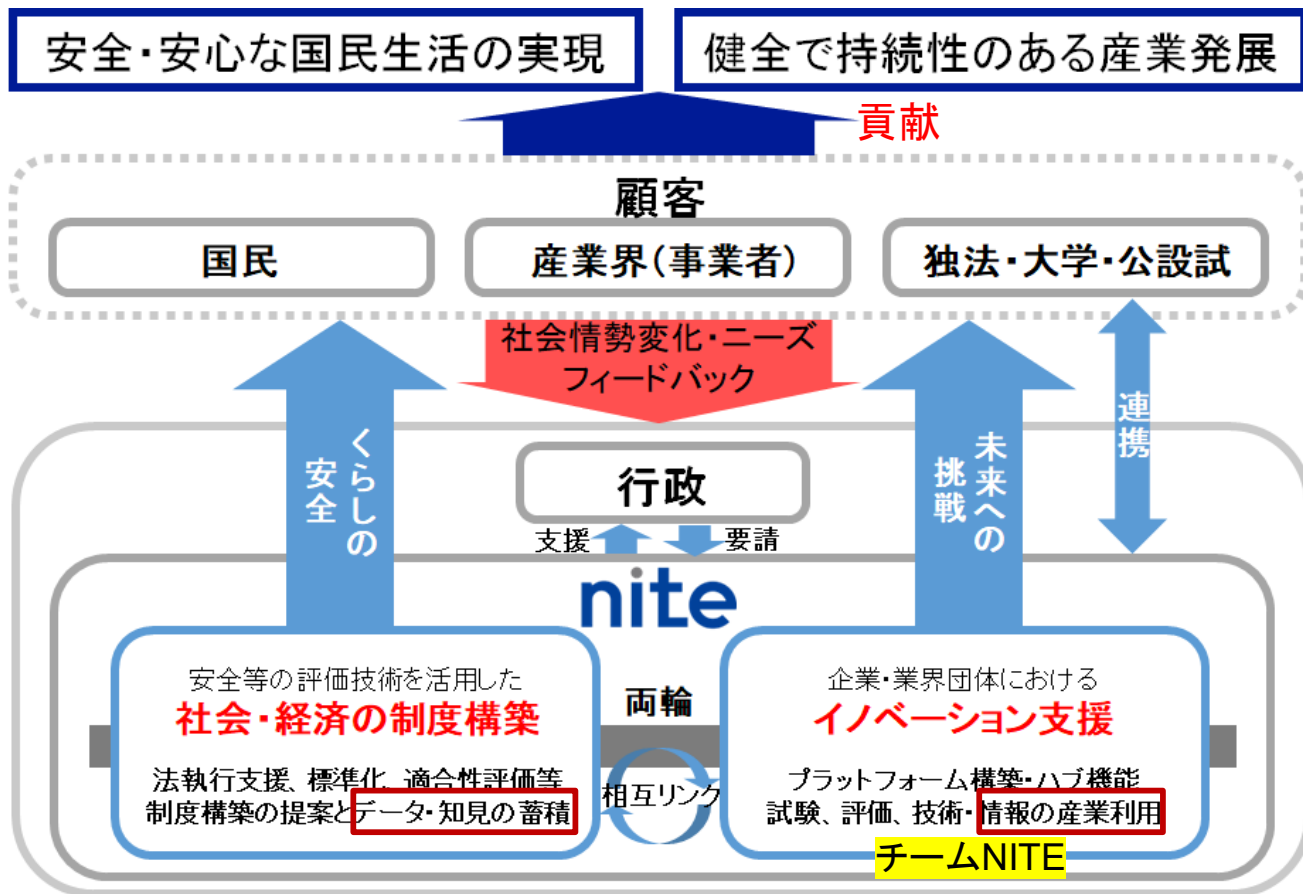 安全・安心な国民生活の実現
健全で持続性のある産業発展
貢献
顧客
国民
産業界(事業者)
独法・大学・公設試
社会情勢変化・ニーズ
フィードバック
くらしの
安全
未来への
挑戦
連携
行政
支援
要請
nite
安全等の評価技術を活用した
社会・経済の制度構築
法執行支援、標準化、適合性評価等
制度構築の提案とデータ・知見の蓄積
両輪
相互リンク
企業・業界団体における
イノベーション支援
プラットフォーム構築・ハブ機能
試験、評価、技術・情報の産業利用
チームNITE